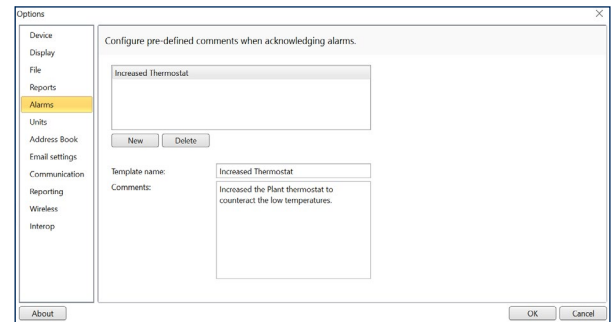 Options
Device
Display
File
Reports
Alarms
Units
Address Book
Email settings
Communication
Reporting
Wireless
Interop
Configure pre-defined comments when acknowledging alarms.
Increased Thermostat
New Delete
Template name: Increased Thermostat
Comments: Increased the Plant thermostat to
counteract the low temperatures.
About OK Cancel